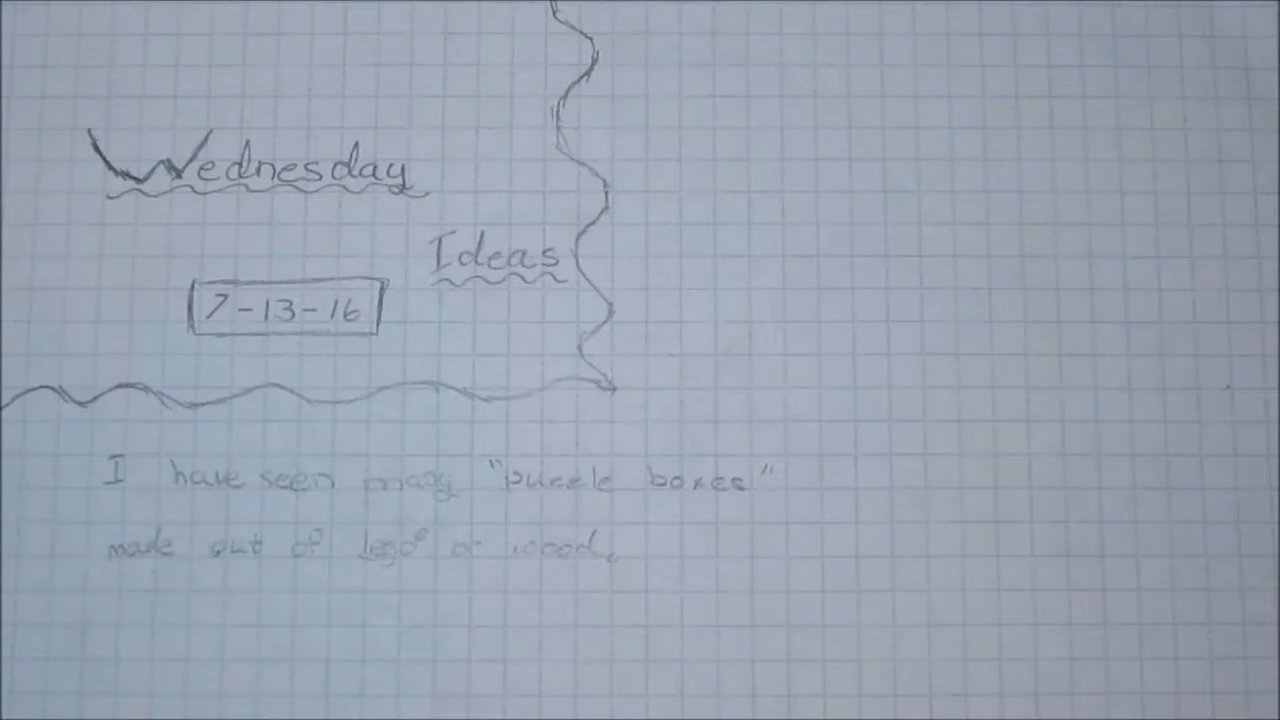 Wednesday
Ideas
7-13-16
I have seen many "puzzle boxes"
made out of lego® or wood.